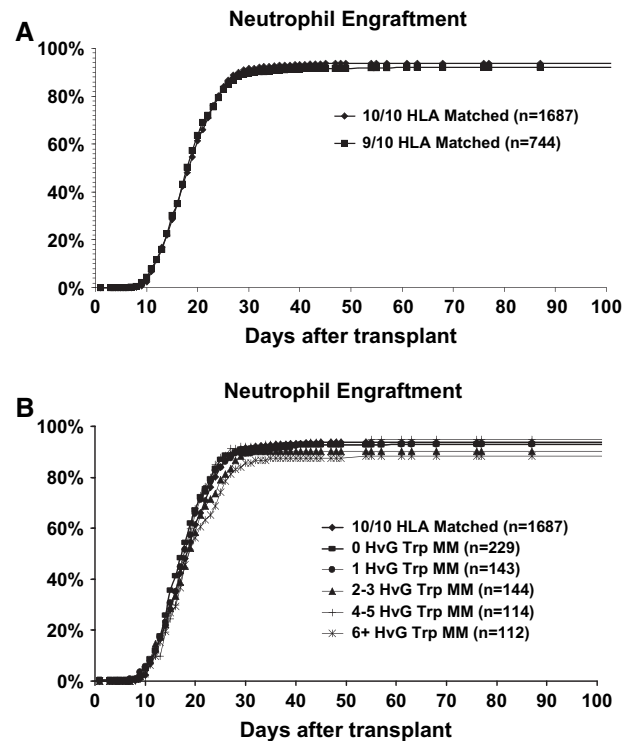 Neutrophil Engraftment
A
100%
80%
60%
40%
20%
0%
10/10 HLA Matched (n=1687)
9/10 HLA Matched (n=744)
0 10 20 30 40 50 60 70 80 90 100
Days after transplant
Neutrophil Engraftment
B
100%
80%
60%
40%
20%
0%
10/10 HLA Matched (n=1687)
0 HvG Trp MM (n=229)
1 HvG Trp MM (n=143)
2-3 HvG Trp MM (n=144)
4-5 HvG Trp MM (n=114)
6+ HvG Trp MM (n=112)
0 10 20 30 40 50 60 70 80 90 100
Days after transplant